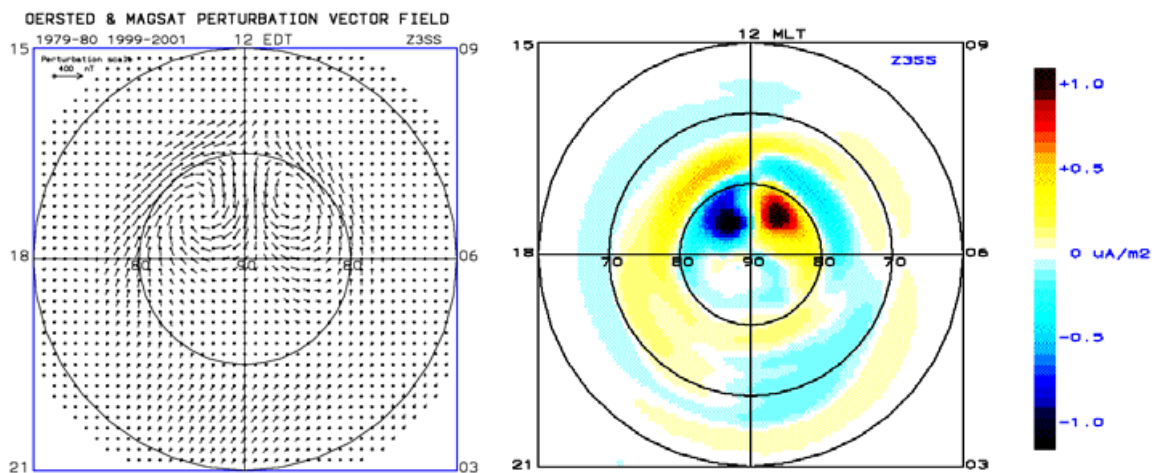 OERSTED & MAGSAT PERTURBATION VECTOR FIELD
1979-80 1999-2001 12 EDT Z3SS
15 09
Perturbation scale
400 nT
18 80 90 80 06
21 03
12 MLT
15 09
Z3SS
18 70 80 90 80 70 06
21 03
+1.0
+0.5
0 uA/m2
-0.5
-1.0